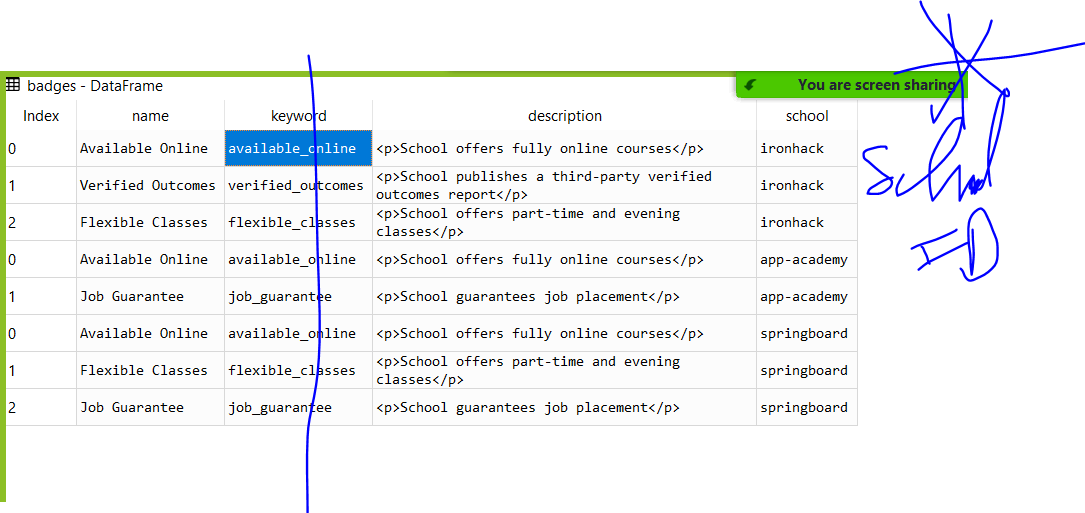 badges - DataFrame
You are screen sharing
Index name keyword description school
0 Available Online available_online <p>School offers fully online courses</p> ironhack
1 Verified Outcomes verified_outcomes <p>School publishes a third-party verified
outcomes report</p> ironhack
2 Flexible Classes flexible_classes <p>School offers part-time and evening
classes</p> ironhack
0 Available Online available_online <p>School offers fully online courses</p> app-academy
1 Job Guarantee job_guarantee <p>School guarantees job placement</p> app-academy
0 Available Online available_online <p>School offers fully online courses</p> springboard
1 Flexible Classes flexible_classes <p>School offers part-time and evening
classes</p> springboard
2 Job Guarantee job_guarantee <p>School guarantees job placement</p> springboard
=D